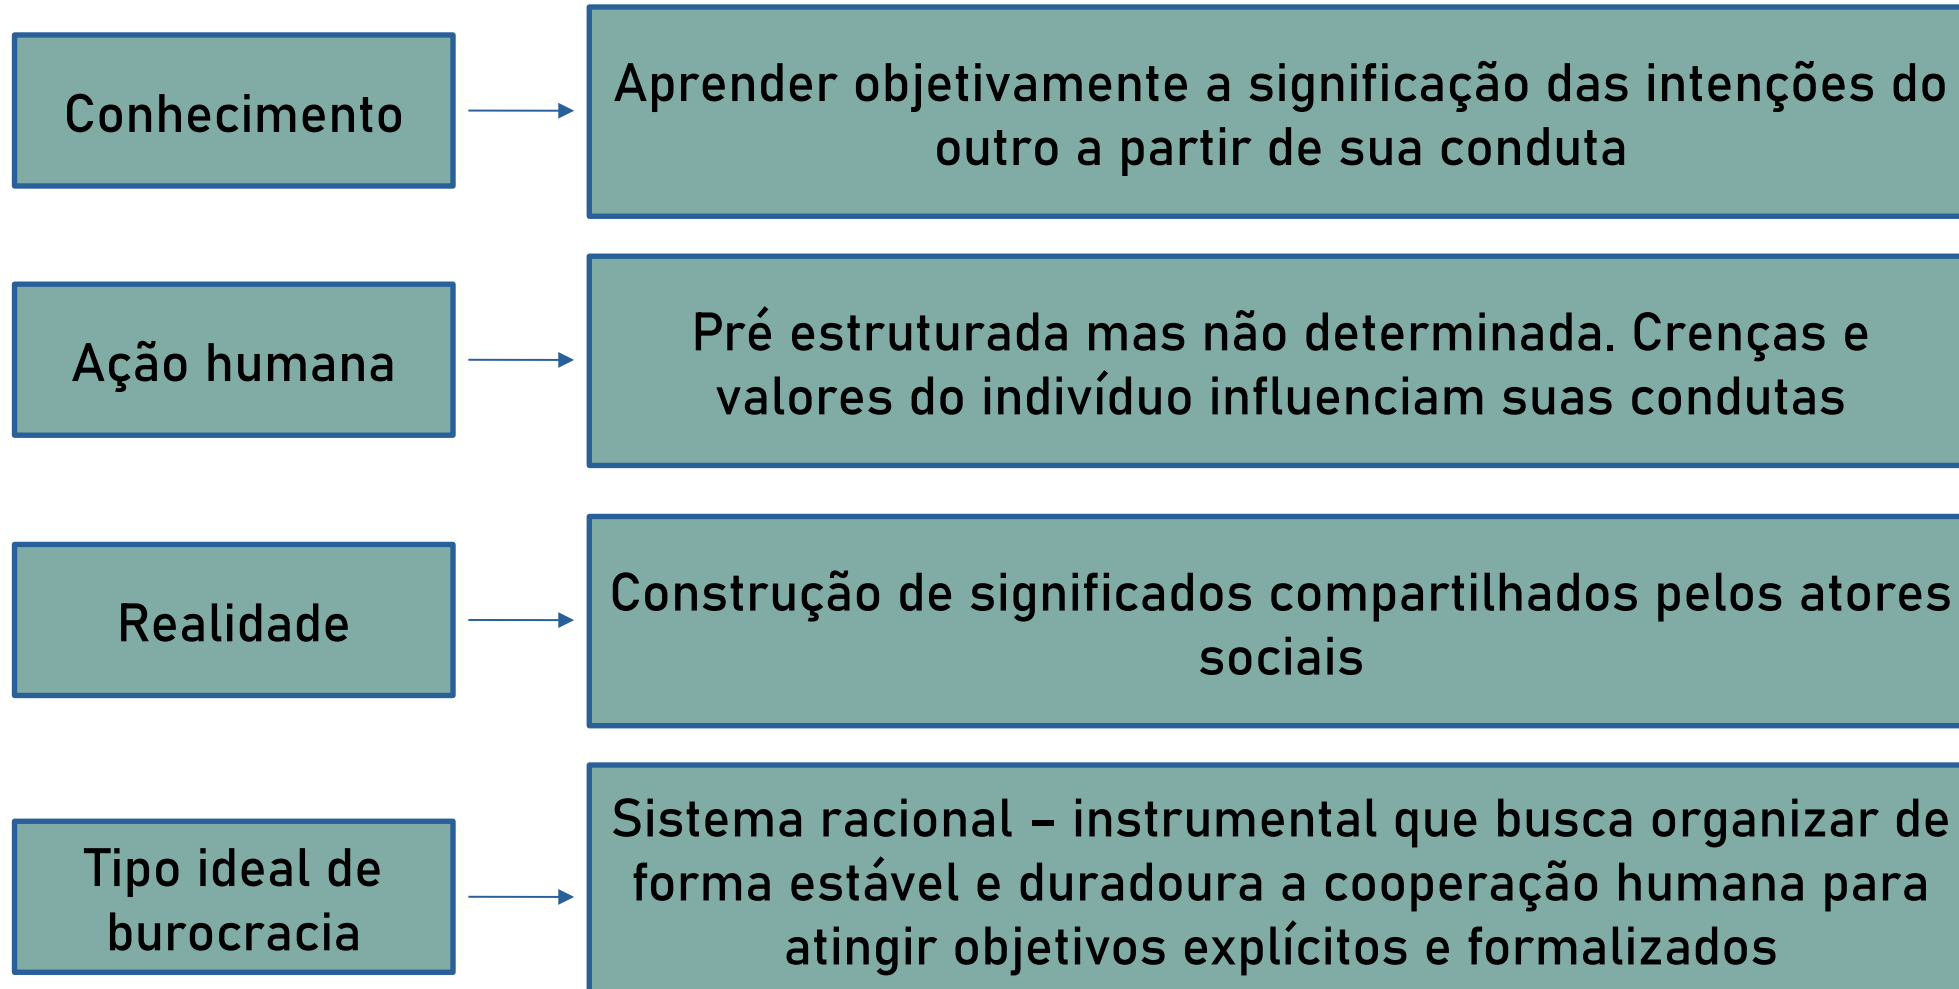 Conhecimento
Aprender objetivamente a significação das intenções do
outro a partir de sua conduta
Ação humana
Pré estruturada mas não determinada. Crenças e
valores do indivíduo influenciam suas condutas
Realidade
Construção de significados compartilhados pelos atores
sociais
Tipo ideal de
burocracia
Sistema racional – instrumental que busca organizar de
forma estável e duradoura a cooperação humana para
atingir objetivos explícitos e formalizados